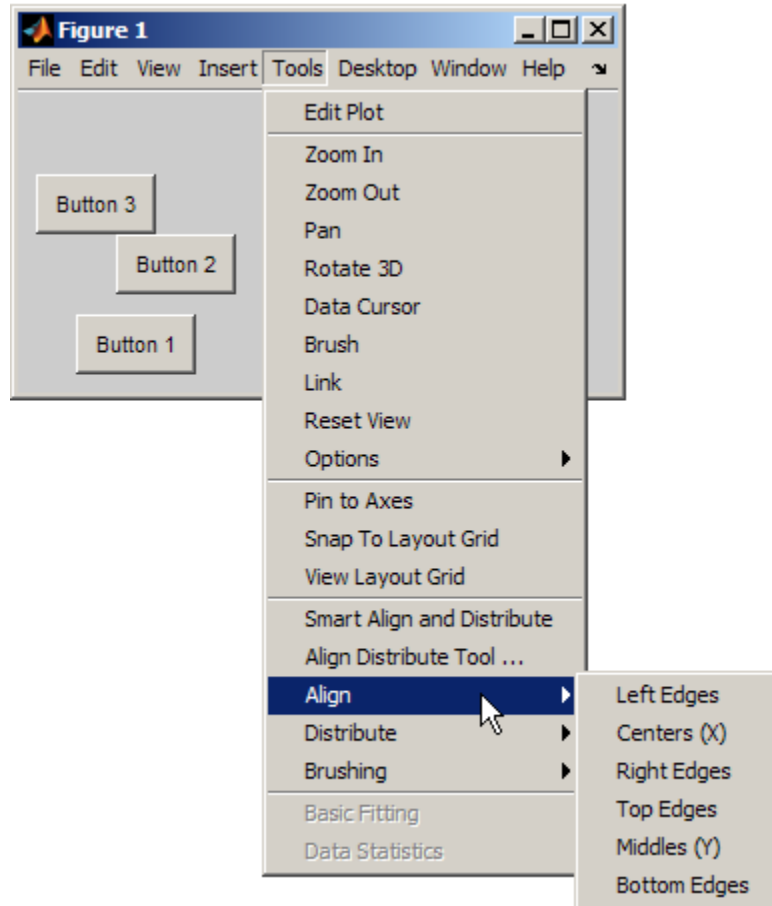 Figure 1
File Edit View Insert Tools Desktop Window Help
Button 3
Button 2
Button 1
Edit Plot
Zoom In
Zoom Out
Pan
Rotate 3D
Data Cursor
Brush
Link
Reset View
Options
Pin to Axes
Snap To Layout Grid
View Layout Grid
Smart Align and Distribute
Align Distribute Tool ...
Align
Distribute
Brushing
Basic Fitting
Data Statistics
Left Edges
Centers (X)
Right Edges
Top Edges
Middles (Y)
Bottom Edges